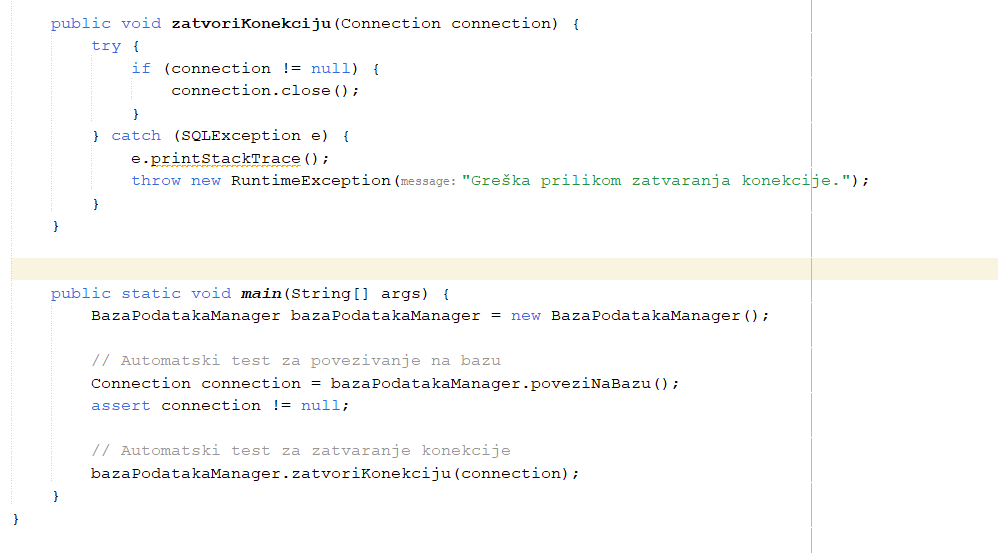 public void zatvoriKonekciju(Connection connection) {
try {
if (connection != null) {
connection.close();
}
} catch (SQLException e) {
e.printStackTrace();
throw new RuntimeException(message: "Greška prilikom zatvaranja konekcije.");
}
}
public static void main(String[] args) {
BazaPodatakaManager bazaPodatakaManager = new BazaPodatakaManager();
// Automatski test za povezivanje na bazu
Connection connection = bazaPodatakaManager.poveziNaBazu();
assert connection != null;
// Automatski test za zatvaranje konekcije
bazaPodatakaManager.zatvoriKonekciju(connection);
}
}